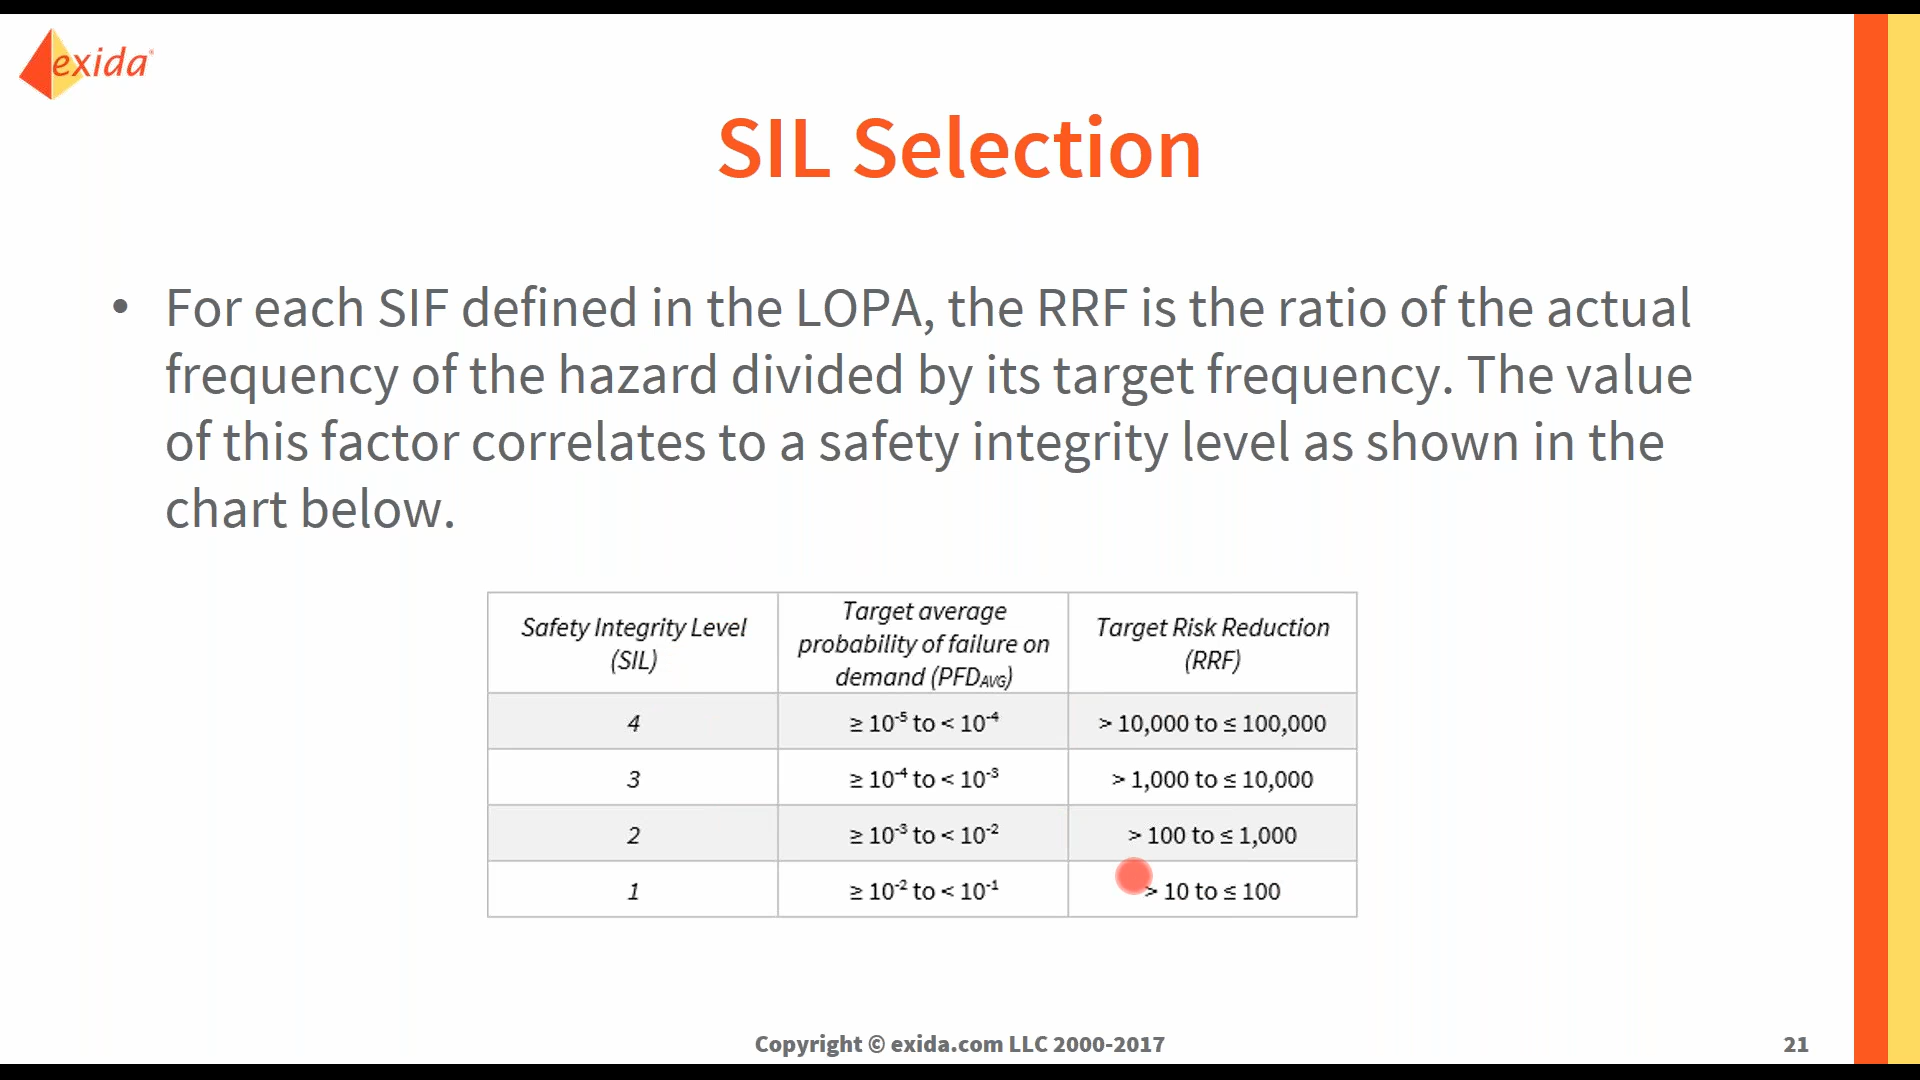 exida®
SIL Selection
• For each SIF defined in the LOPA, the RRF is the ratio of the actual
frequency of the hazard divided by its target frequency. The value
of this factor correlates to a safety integrity level as shown in the
chart below.
Safety Integrity Level
(SIL)
Target average
probability of failure on
demand (PFDAVG)
Target Risk Reduction
(RRF)
4 ≥ 10⁻⁵ to < 10⁻⁴ > 10,000 to ≤ 100,000
3 ≥ 10⁻⁴ to < 10⁻³ > 1,000 to ≤ 10,000
2 ≥ 10⁻³ to < 10⁻² > 100 to ≤ 1,000
1 ≥ 10⁻² to < 10⁻¹ > 10 to ≤ 100
Copyright © exida.com LLC 2000-2017
21